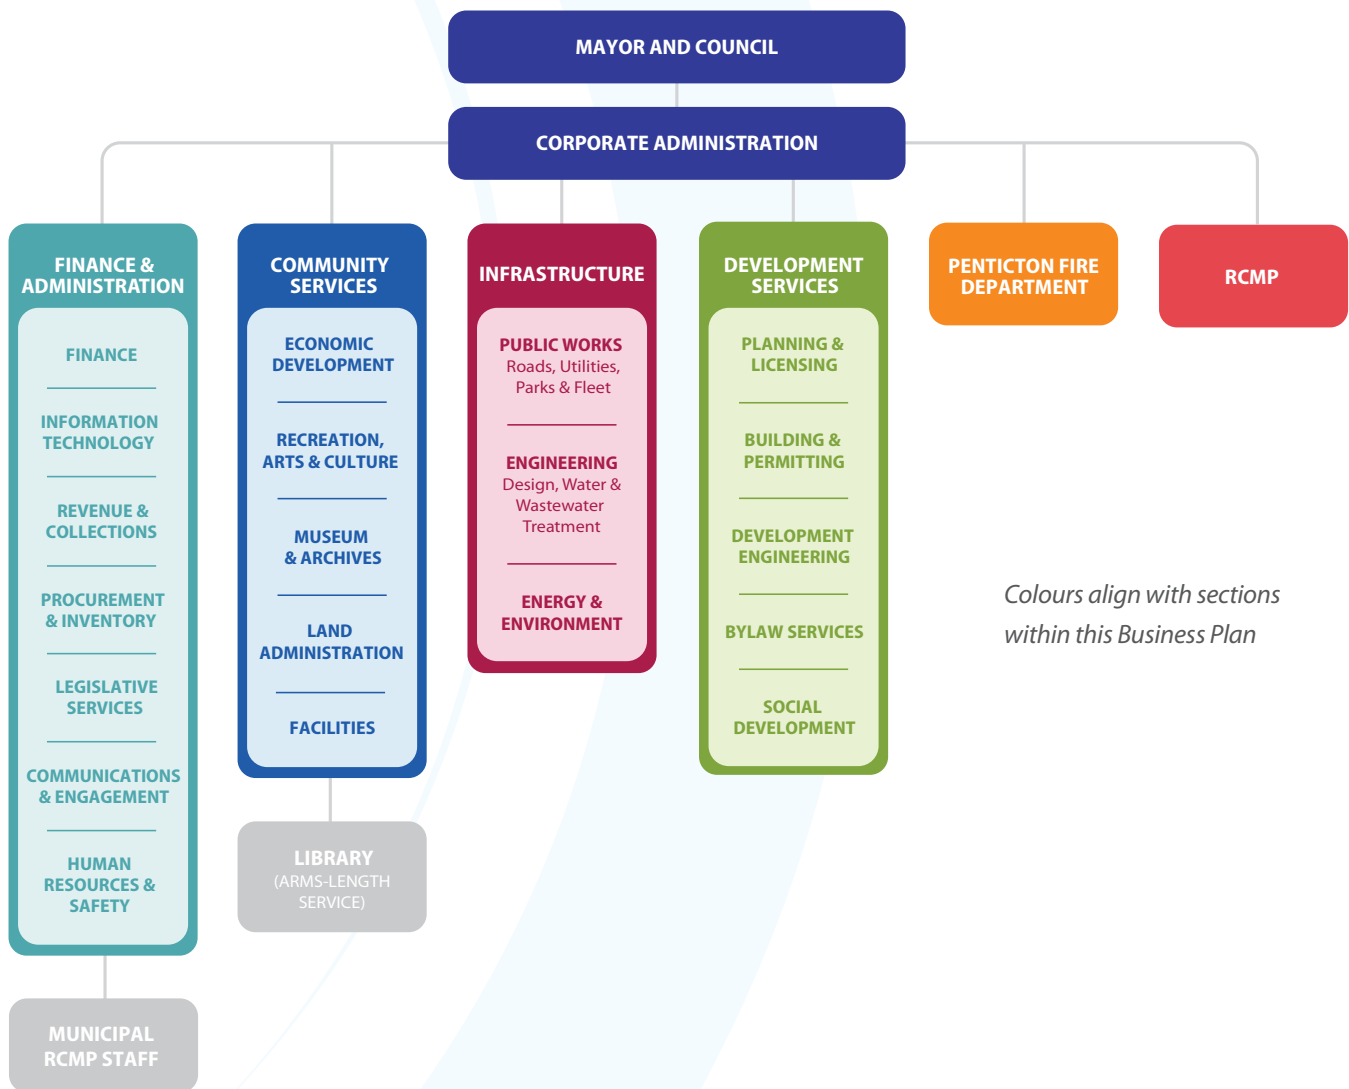 MAYOR AND COUNCIL
CORPORATE ADMINISTRATION
FINANCE &
ADMINISTRATION
FINANCE
INFORMATION
TECHNOLOGY
REVENUE &
COLLECTIONS
PROCUREMENT
& INVENTORY
LEGISLATIVE
SERVICES
COMMUNICATIONS
& ENGAGEMENT
HUMAN
RESOURCES &
SAFETY
MUNICIPAL
RCMP STAFF
COMMUNITY
SERVICES
ECONOMIC
DEVELOPMENT
RECREATION,
ARTS & CULTURE
MUSEUM
& ARCHIVES
LAND
ADMINISTRATION
FACILITIES
LIBRARY
(ARMS-LENGTH
SERVICE)
INFRASTRUCTURE
PUBLIC WORKS
Roads, Utilities,
Parks & Fleet
ENGINEERING
Design, Water &
Wastewater
Treatment
ENERGY &
ENVIRONMENT
DEVELOPMENT
SERVICES
PLANNING &
LICENSING
BUILDING &
PERMITTING
DEVELOPMENT
ENGINEERING
BYLAW SERVICES
SOCIAL
DEVELOPMENT
PENTICTON FIRE
DEPARTMENT
RCMP
Colours align with sections
within this Business Plan